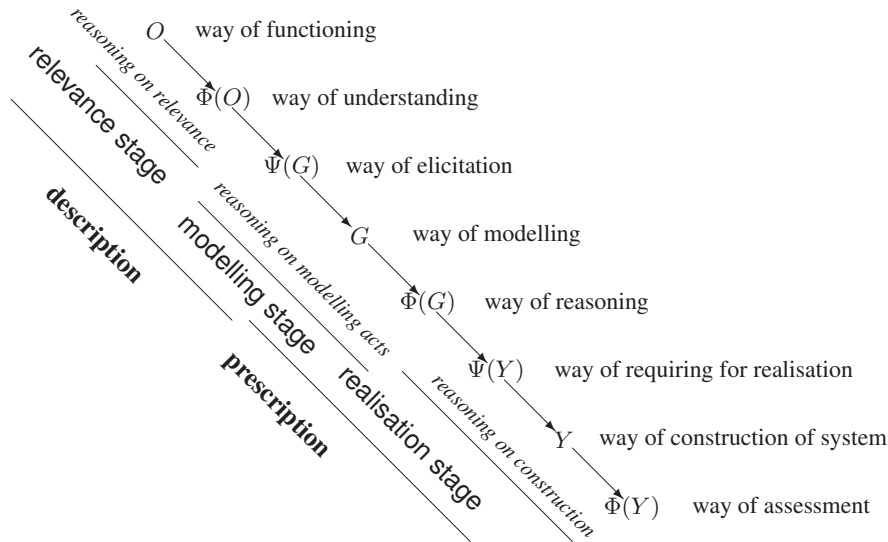 O way of functioning
Φ(O) way of understanding
Ψ(G) way of elicitation
G way of modelling
Φ(G) way of reasoning
Ψ(Y) way of requiring for realisation
Y way of construction of system
Φ(Y) way of assessment
reasoning on relevance
reasoning on modelling acts
reasoning on construction
relevance stage
modelling stage
realisation stage
description
prescription